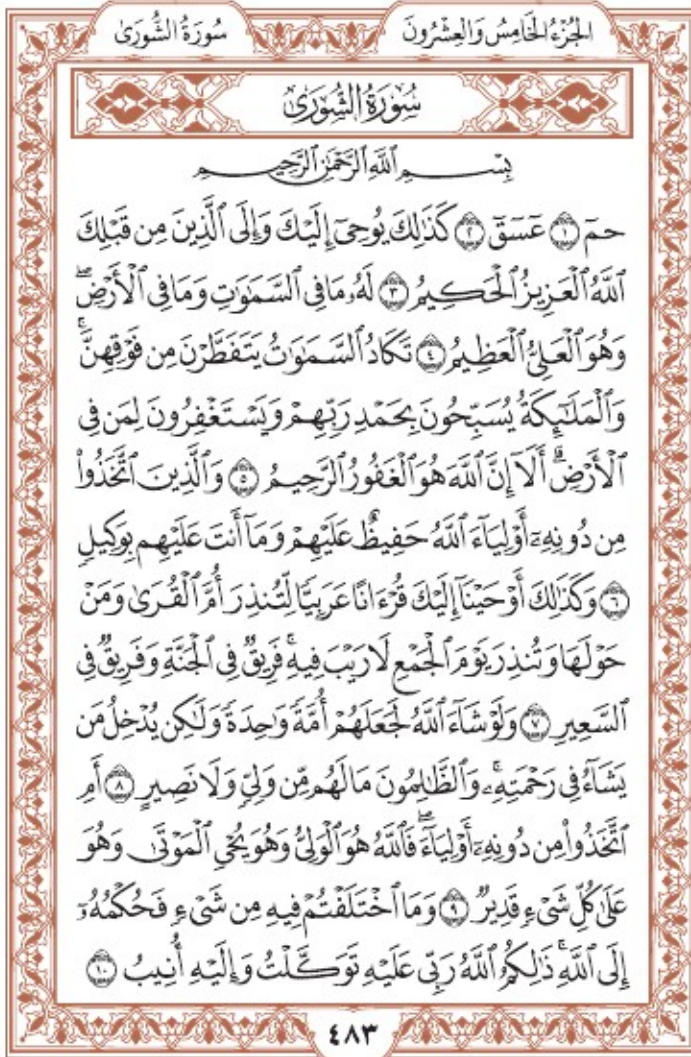 الجُزْءُ الخَامِسُ وَالعِشْرُونَ
سُورَةُ الشُّورَىٰ
سُورَةُ الشُّورَىٰ
بِسْمِ ٱللَّهِ ٱلرَّحْمَٰنِ ٱلرَّحِيمِ
حمٓ ١ عٓسٓقٓ ٢ كَذَٰلِكَ يُوحِىٓ إِلَيْكَ وَإِلَى ٱلَّذِينَ مِن قَبْلِكَ
ٱللَّهُ ٱلْعَزِيزُ ٱلْحَكِيمُ ٣ لَهُۥ مَا فِى ٱلسَّمَٰوَٰتِ وَمَا فِى ٱلْأَرْضِۖ
وَهُوَ ٱلْعَلِىُّ ٱلْعَظِيمُ ٤ تَكَادُ ٱلسَّمَٰوَٰتُ يَتَفَطَّرْنَ مِن فَوْقِهِنَّۚ
وَٱلْمَلَٰٓئِكَةُ يُسَبِّحُونَ بِحَمْدِ رَبِّهِمْ وَيَسْتَغْفِرُونَ لِمَن فِى
ٱلْأَرْضِۗ أَلَآ إِنَّ ٱللَّهَ هُوَ ٱلْغَفُورُ ٱلرَّحِيمُ ٥ وَٱلَّذِينَ ٱتَّخَذُوا۟
مِن دُونِهِۦٓ أَوْلِيَآءَ ٱللَّهُ حَفِيظٌ عَلَيْهِمْ وَمَآ أَنتَ عَلَيْهِم بِوَكِيلٍ
٦ وَكَذَٰلِكَ أَوْحَيْنَآ إِلَيْكَ قُرْءَانًا عَرَبِيًّا لِّتُنذِرَ أُمَّ ٱلْقُرَىٰ وَمَنْ
حَوْلَهَا وَتُنذِرَ يَوْمَ ٱلْجَمْعِ لَا رَيْبَ فِيهِۚ فَرِيقٌ فِى ٱلْجَنَّةِ وَفَرِيقٌ فِى
ٱلسَّعِيرِ ٧ وَلَوْ شَآءَ ٱللَّهُ لَجَعَلَهُمْ أُمَّةً وَٰحِدَةً وَلَٰكِن يُدْخِلُ مَن
يَشَآءُ فِى رَحْمَتِهِۦۚ وَٱلظَّٰلِمُونَ مَا لَهُم مِّن وَلِىٍّ وَلَا نَصِيرٍ ٨ أَمِ
ٱتَّخَذُوا۟ مِن دُونِهِۦٓ أَوْلِيَآءَۖ فَٱللَّهُ هُوَ ٱلْوَلِىُّ وَهُوَ يُحْىِ ٱلْمَوْتَىٰ وَهُوَ
عَلَىٰ كُلِّ شَىْءٍ قَدِيرٌ ٩ وَمَا ٱخْتَلَفْتُمْ فِيهِ مِن شَىْءٍ فَحُكْمُهُۥٓ
إِلَى ٱللَّهِۚ ذَٰلِكُمُ ٱللَّهُ رَبِّى عَلَيْهِ تَوَكَّلْتُ وَإِلَيْهِ أُنِيبُ ١٠
٤٨٣